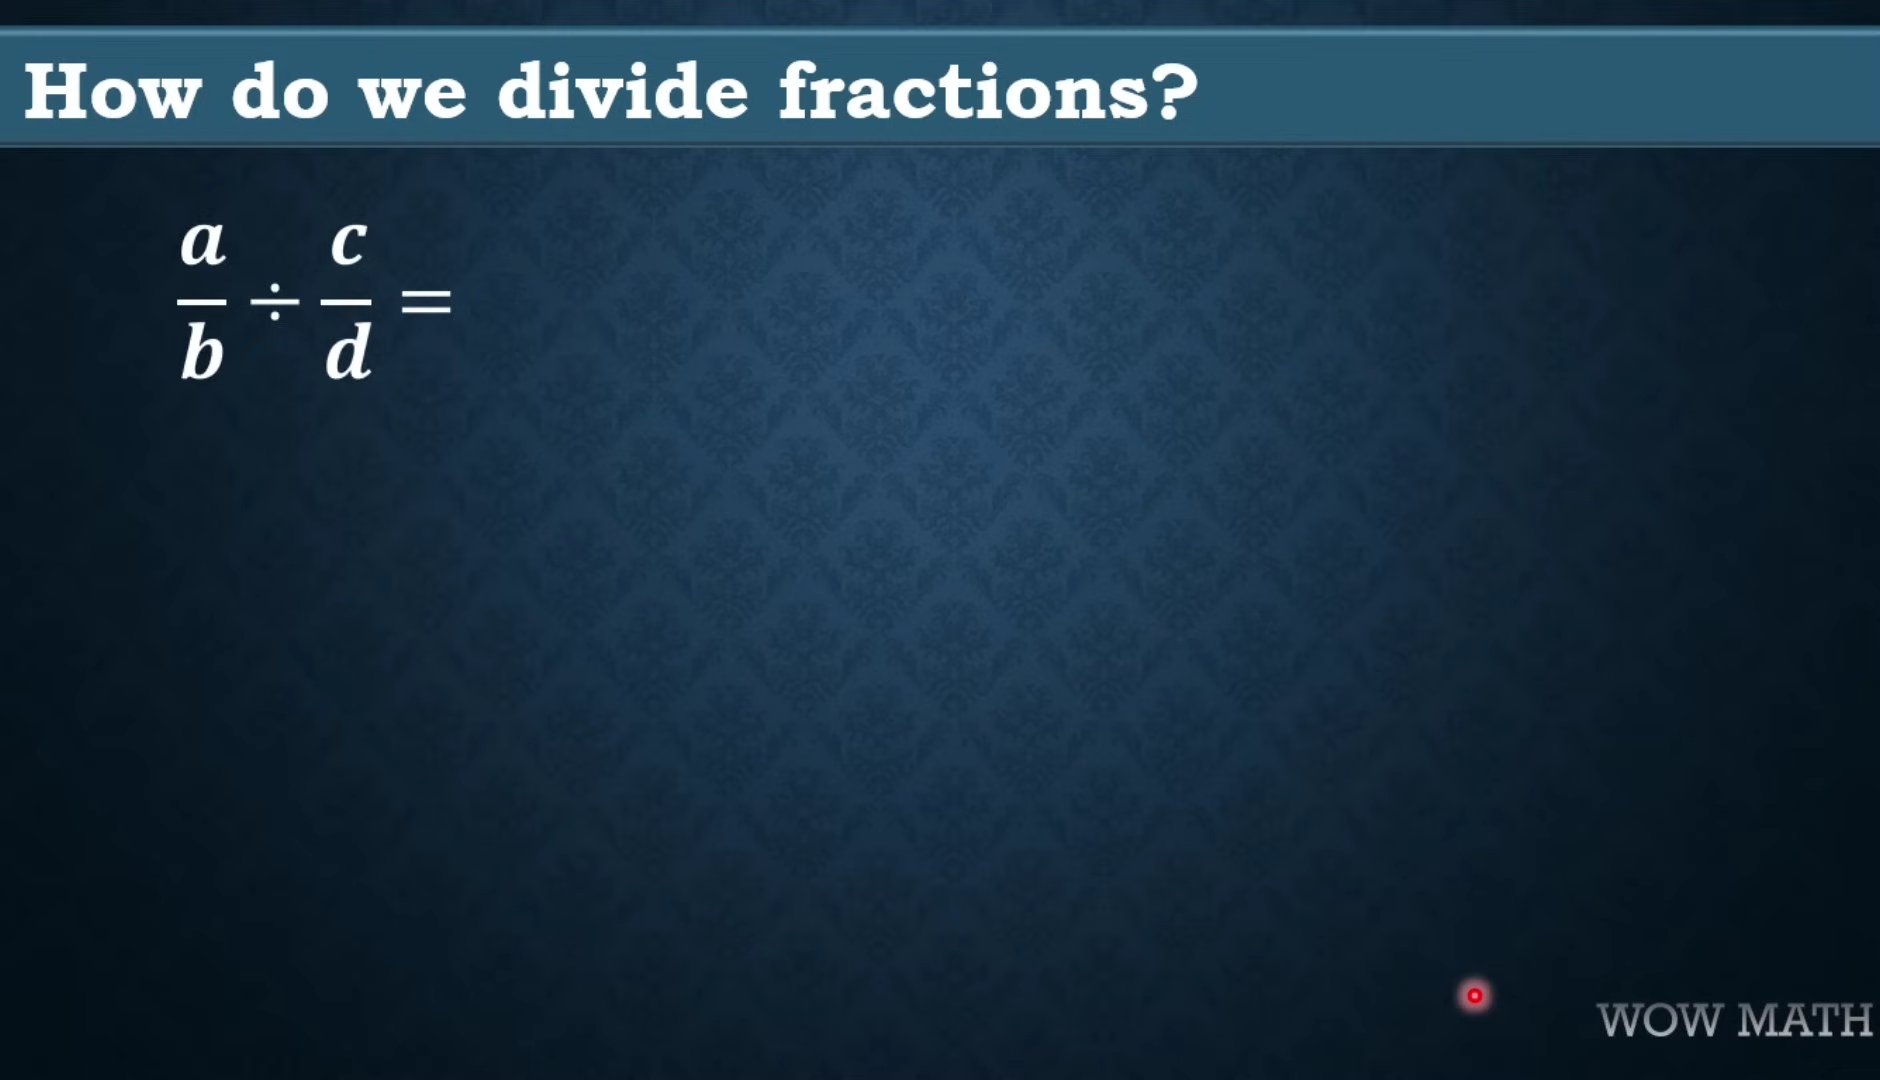 How do we divide fractions?
a/b ÷ c/d =
WOW MATH